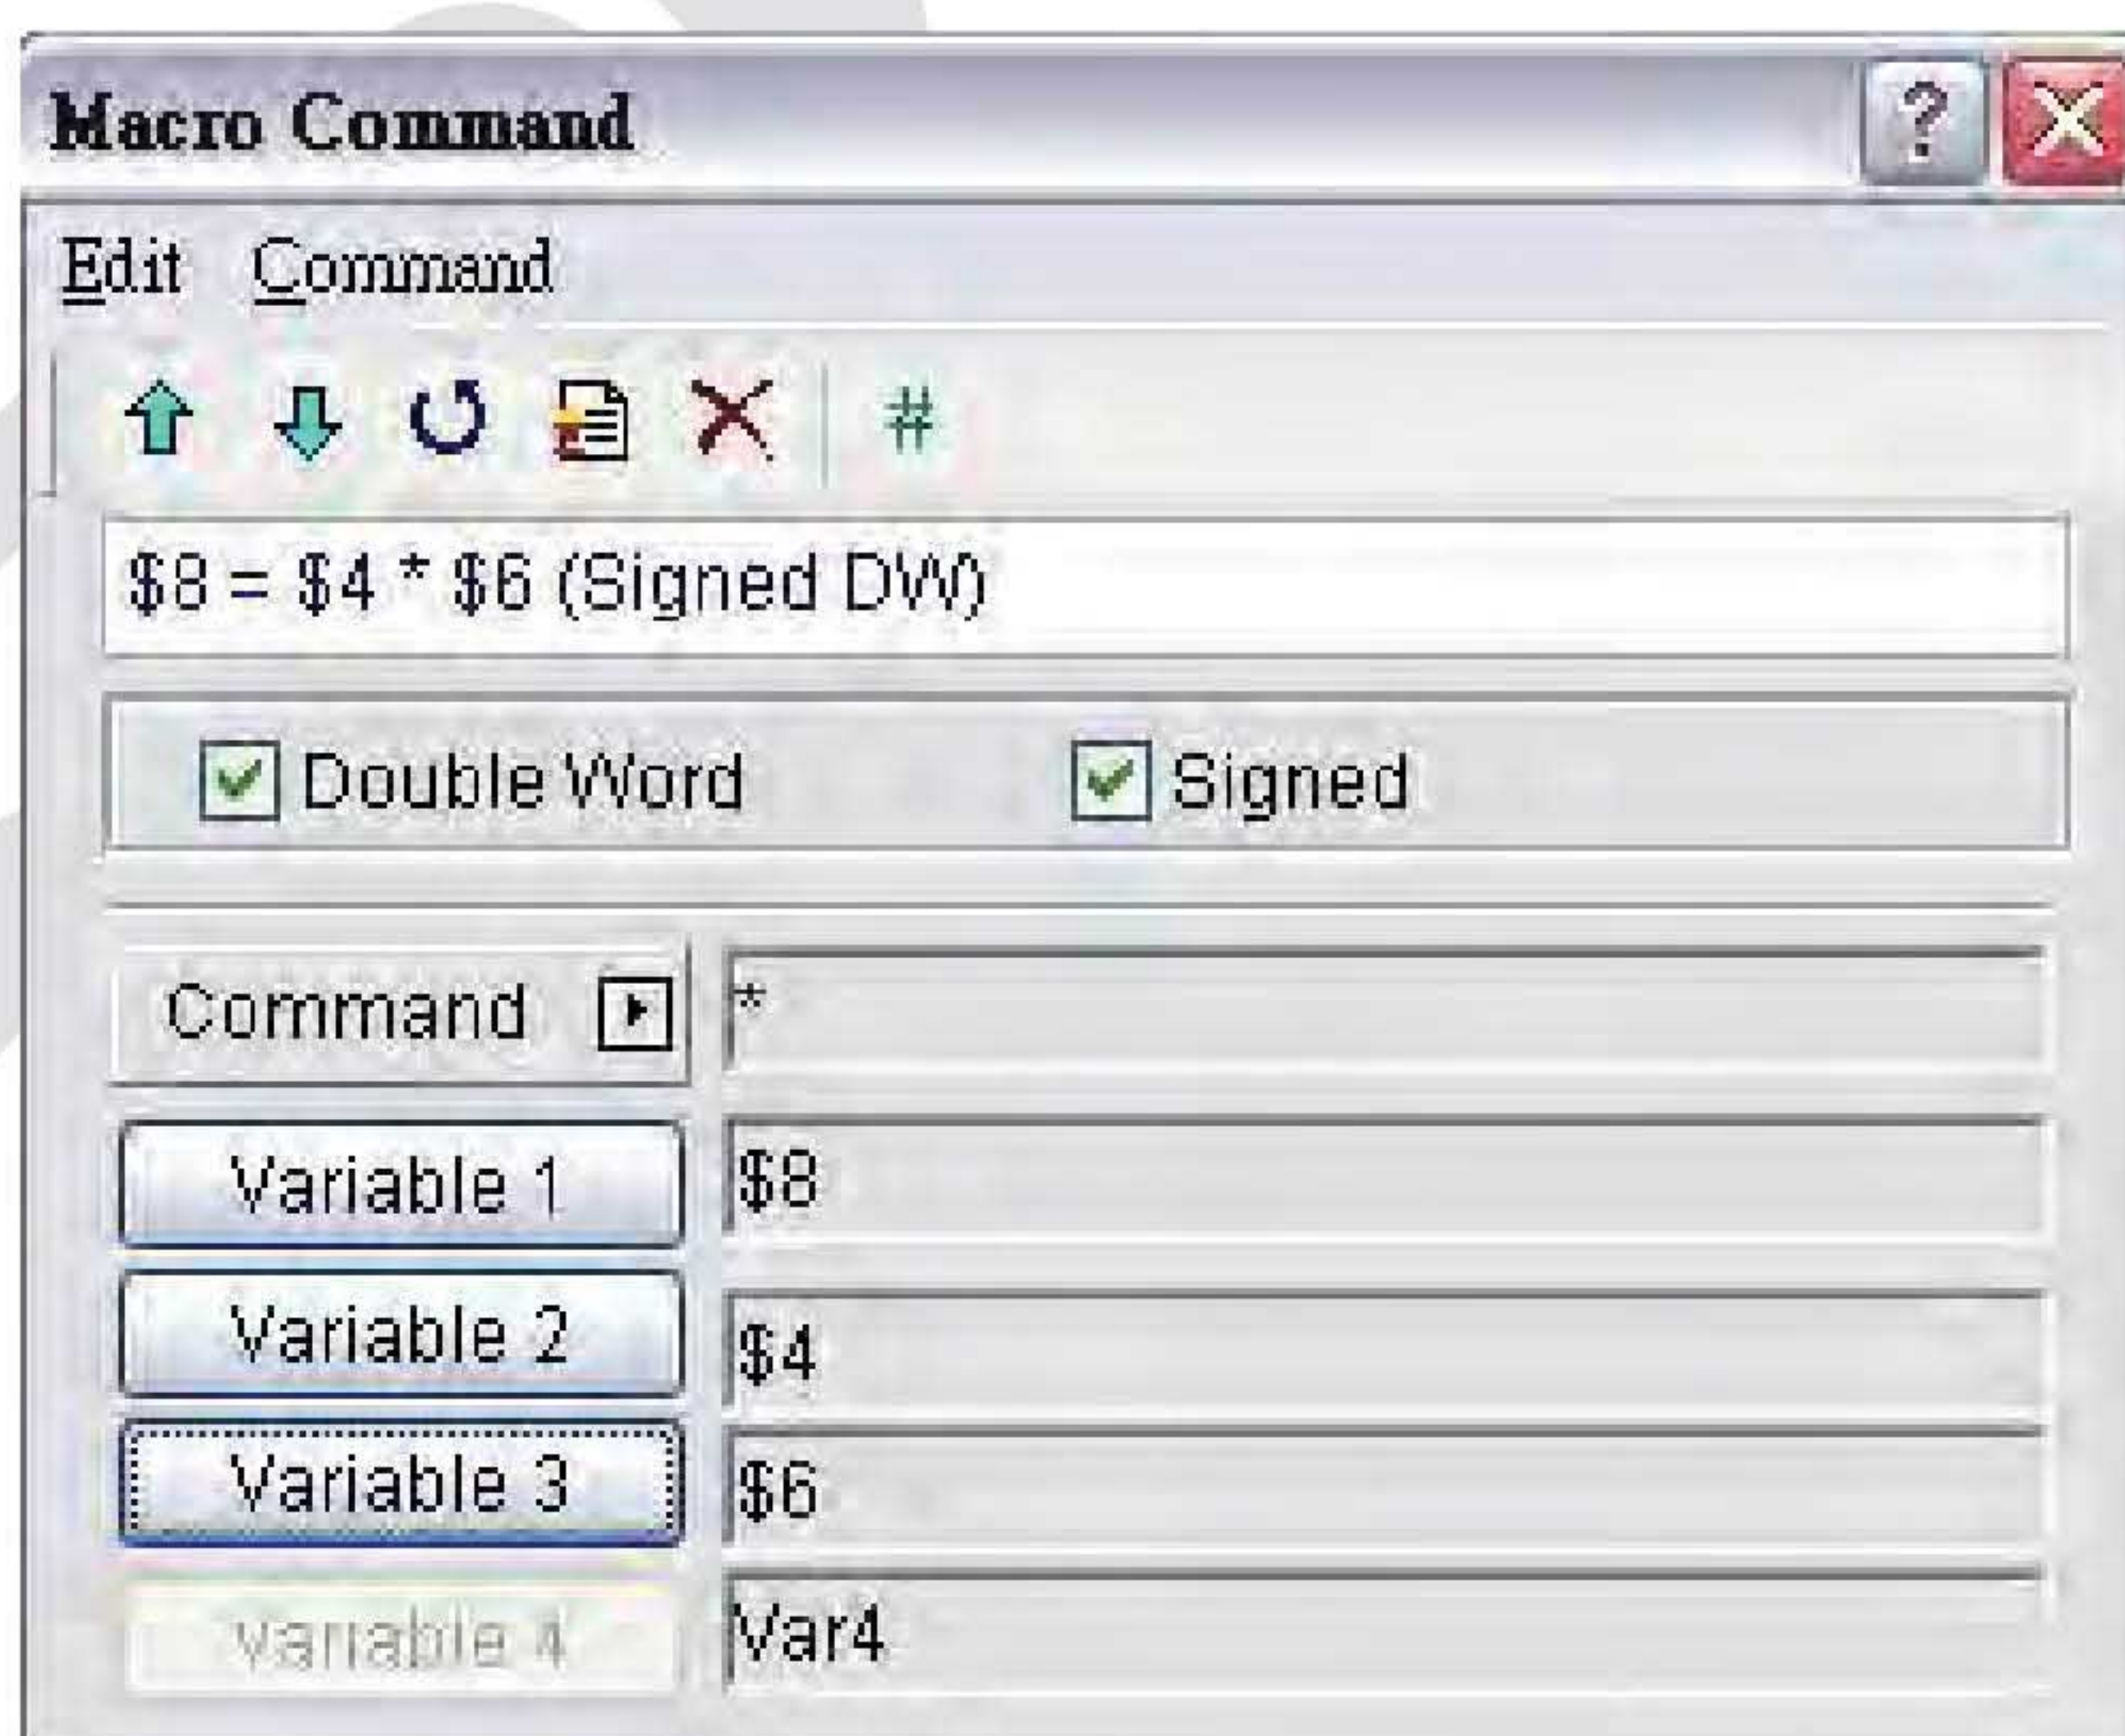 Macro Command
?
Edit Command
#
$8 = $4 * $6 (Signed DW)
Double Word Signed
Command *
Variable 1 $8
Variable 2 $4
Variable 3 $6
Variable 4 Var4